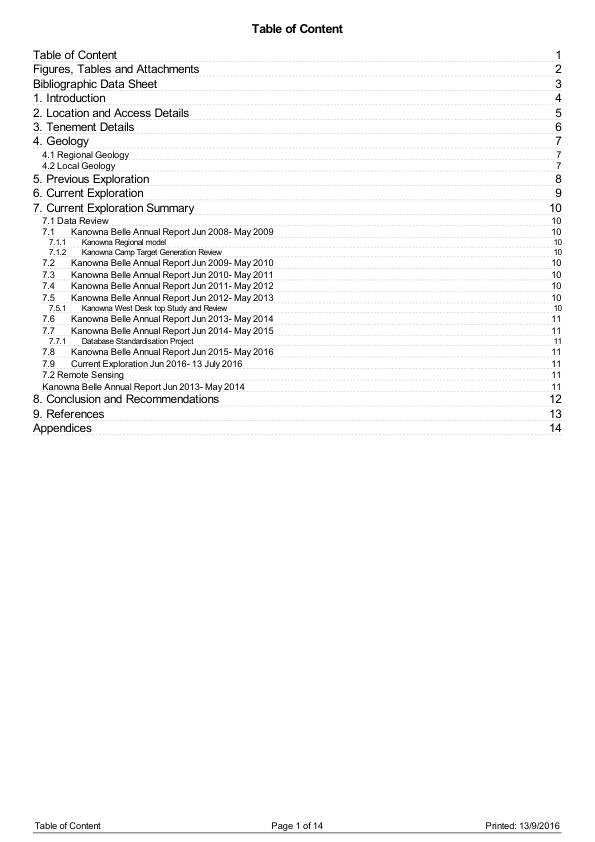 Table of Content
Table of Content 1
Figures, Tables and Attachments 2
Bibliographic Data Sheet 3
1. Introduction 4
2. Location and Access Details 5
3. Tenement Details 6
4. Geology 7
4.1 Regional Geology 7
4.2 Local Geology 7
5. Previous Exploration 8
6. Current Exploration 9
7. Current Exploration Summary 10
7.1 Data Review 10
7.1 Kanowna Belle Annual Report Jun 2008- May 2009 10
7.1.1 Kanowna Regional model 10
7.1.2 Kanowna Camp Target Generation Review 10
7.2 Kanowna Belle Annual Report Jun 2009- May 2010 10
7.3 Kanowna Belle Annual Report Jun 2010- May 2011 10
7.4 Kanowna Belle Annual Report Jun 2011- May 2012 10
7.5 Kanowna Belle Annual Report Jun 2012- May 2013 10
7.5.1 Kanowna West Desk top Study and Review 10
7.6 Kanowna Belle Annual Report Jun 2013- May 2014 11
7.7 Kanowna Belle Annual Report Jun 2014- May 2015 11
7.7.1 Database Standardisation Project 11
7.8 Kanowna Belle Annual Report Jun 2015- May 2016 11
7.9 Current Exploration Jun 2016- 13 July 2016 11
7.2 Remote Sensing 11
Kanowna Belle Annual Report Jun 2013- May 2014 11
8. Conclusion and Recommendations 12
9. References 13
Appendices 14
Table of Content Page 1 of 14 Printed: 13/9/2016